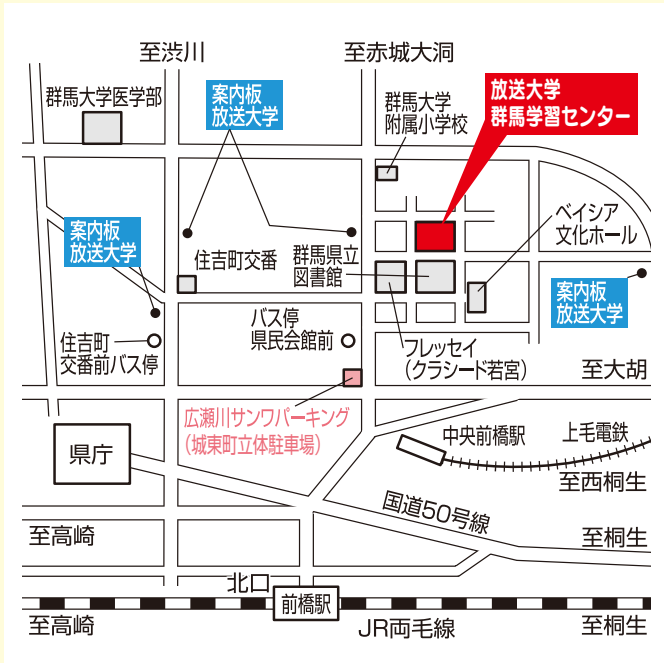 至渋川
至赤城大洞
群馬大学医学部
案内板
放送大学
群馬大学
附属小学校
放送大学
群馬学習センター
案内板
放送大学
住吉町交番
群馬県立
図書館
ベイシア
文化ホール
案内板
放送大学
住吉町
交番前バス停
バス停
県民会館前
フレッセイ
(クラシード若宮)
至大胡
広瀬川サンワパーキング
(城東町立体駐車場)
県庁
中央前橋駅
上毛電鉄
至西桐生
国道50号線
至高崎
至桐生
北口
前橋駅
至高崎
JR両毛線
至桐生